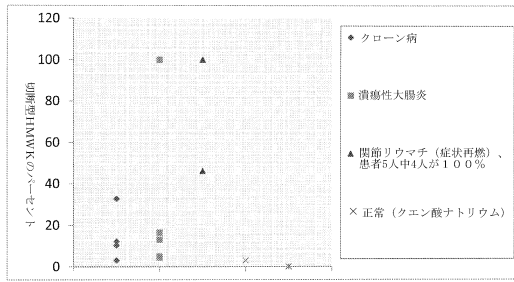 120
100
80
60
40
20
0
切断型HMWKのパーセント
クローン病
潰瘍性大腸炎
関節リウマチ（症状再燃）、
患者5人中4人が１００％
正常（クエン酸ナトリウム）